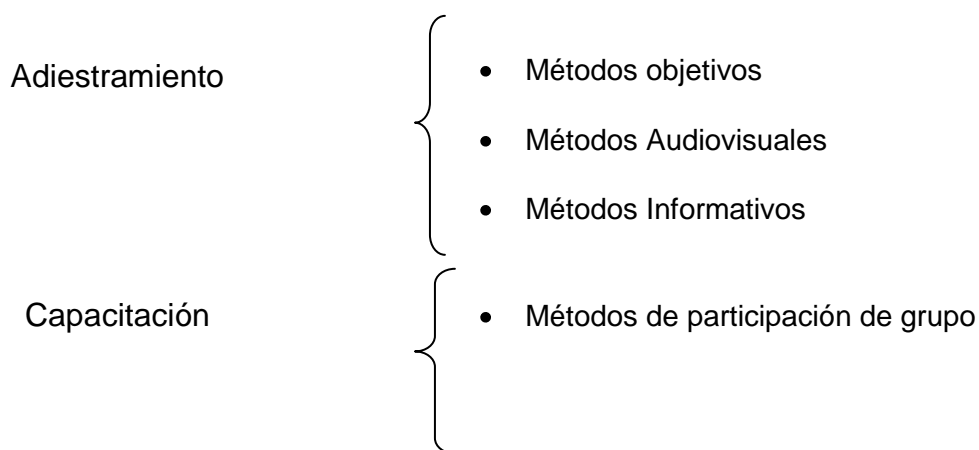 Adiestramiento
• Métodos objetivos
• Métodos Audiovisuales
• Métodos Informativos
Capacitación
• Métodos de participación de grupo